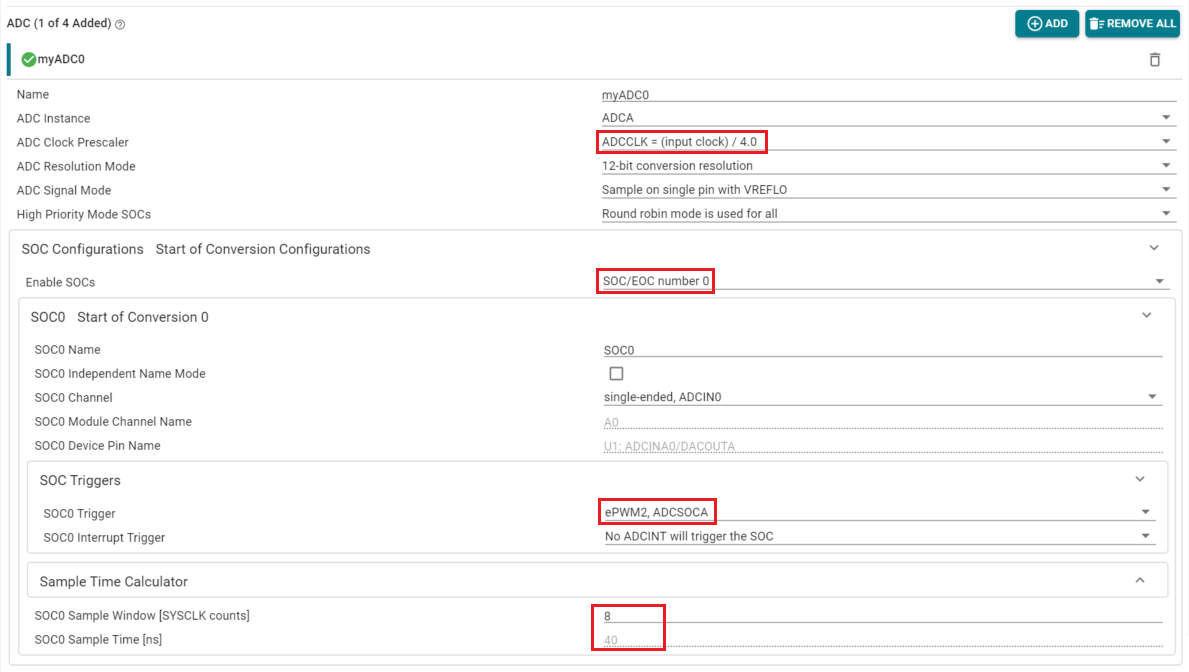 ADC (1 of 4 Added) ADD REMOVE ALL
myADC0
Name myADC0
ADC Instance ADCA
ADC Clock Prescaler ADCCLK = (input clock) / 4.0
ADC Resolution Mode 12-bit conversion resolution
ADC Signal Mode Sample on single pin with VREFLO
High Priority Mode SOCs Round robin mode is used for all
SOC Configurations Start of Conversion Configurations
Enable SOCs SOC/EOC number 0
SOC0 Start of Conversion 0
SOC0 Name SOC0
SOC0 Independent Name Mode
SOC0 Channel single-ended, ADCIN0
SOC0 Module Channel Name A0
SOC0 Device Pin Name U1: ADCINA0/DACOUTA
SOC Triggers
SOC0 Trigger ePWM2, ADCSOCA
SOC0 Interrupt Trigger No ADCINT will trigger the SOC
Sample Time Calculator
SOC0 Sample Window [SYSCLK counts] 8
SOC0 Sample Time [ns] 40